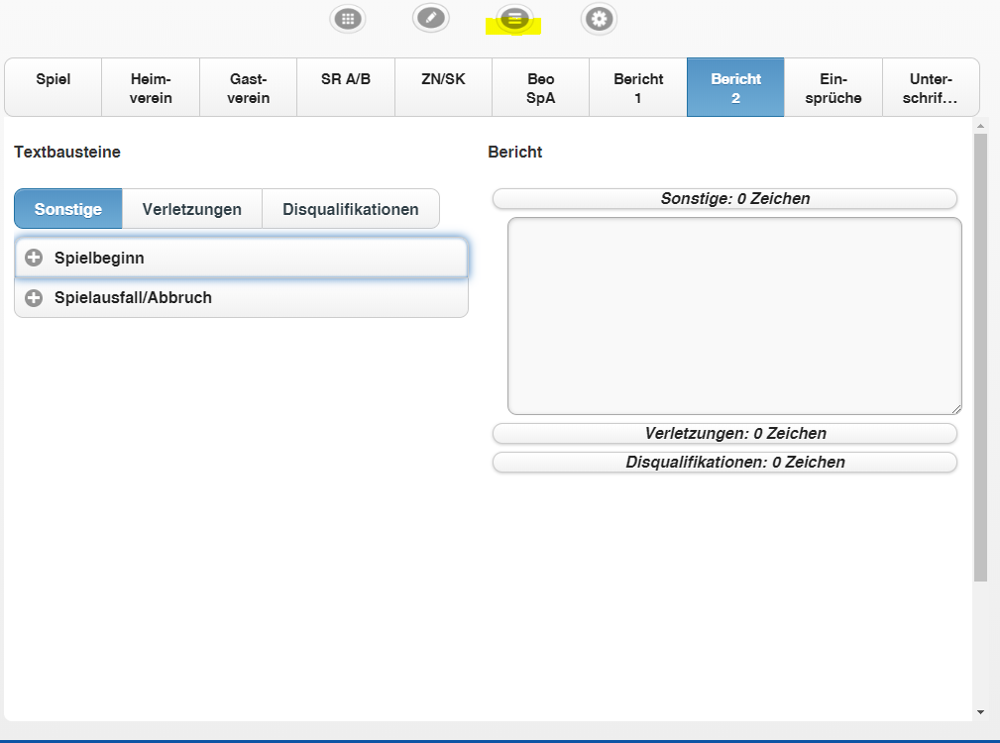 Spiel
Heim-
verein
Gast-
verein
SR A/B
ZN/SK
Beo
SpA
Bericht
1
Bericht
2
Ein-
sprüche
Unter-
schrif...
Textbausteine
Bericht
Sonstige
Verletzungen
Disqualifikationen
Spielbeginn
Spielausfall/Abbruch
Sonstige: 0 Zeichen
Verletzungen: 0 Zeichen
Disqualifikationen: 0 Zeichen